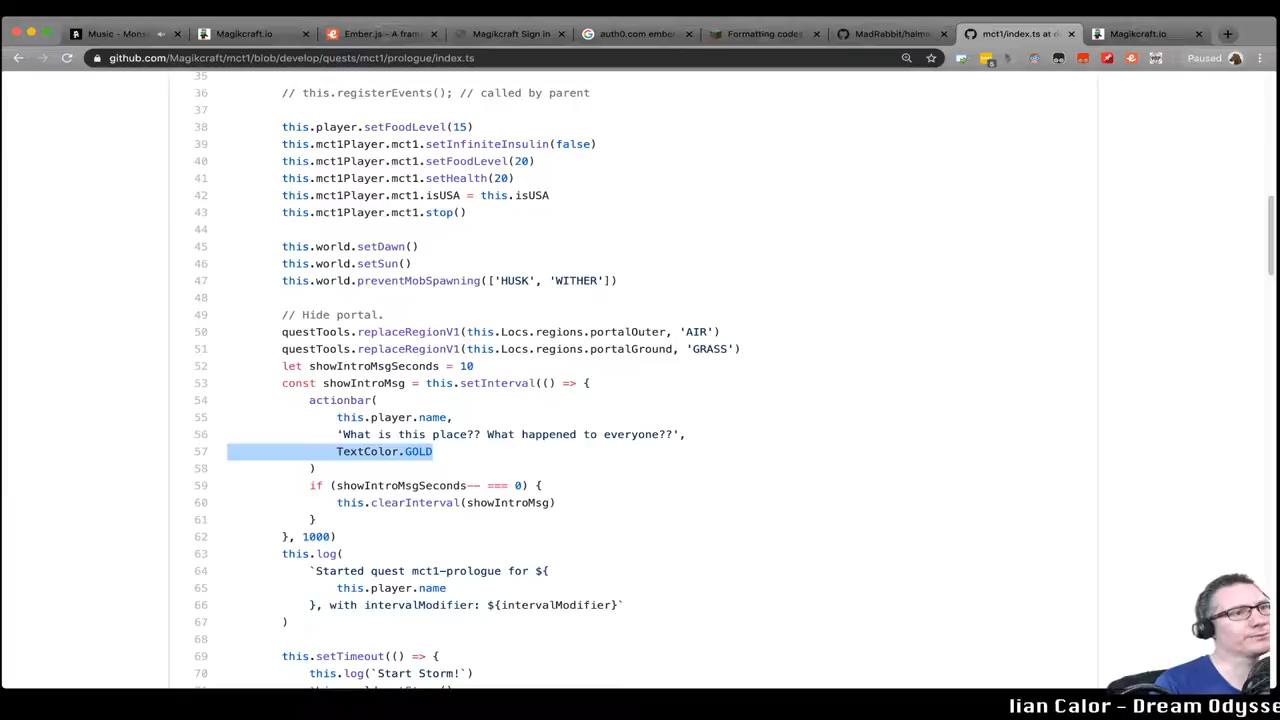 Music - Mons
Magikcraft.io
Ember.js - A fram
Magikcraft Sign in
auth0.com ember
Formatting codes
MadRabbit/halma
mct1/index.ts at d
Magikcraft.io
github.com/Magikcraft/mct1/blob/develop/quests/mct1/prologue/index.ts
Paused
35
36 // this.registerEvents(); // called by parent
37
38 this.player.setFoodLevel(15)
39 this.mct1Player.mct1.setInfiniteInsulin(false)
40 this.mct1Player.mct1.setFoodLevel(20)
41 this.mct1Player.mct1.setHealth(20)
42 this.mct1Player.mct1.isUSA = this.isUSA
43 this.mct1Player.mct1.stop()
44
45 this.world.setDawn()
46 this.world.setSun()
47 this.world.preventMobSpawning(['HUSK', 'WITHER'])
48
49 // Hide portal.
50 questTools.replaceRegionV1(this.Locs.regions.portalOuter, 'AIR')
51 questTools.replaceRegionV1(this.Locs.regions.portalGround, 'GRASS')
52 let showIntroMsgSeconds = 10
53 const showIntroMsg = this.setInterval(() => {
54 actionbar(
55 this.player.name,
56 'What is this place?? What happened to everyone??',
57 TextColor.GOLD
58 )
59 if (showIntroMsgSeconds-- === 0) {
60 this.clearInterval(showIntroMsg)
61 }
62 }, 1000)
63 this.log(
64 `Started quest mct1-prologue for ${
65 this.player.name
66 }, with intervalModifier: ${intervalModifier}`
67 )
68
69 this.setTimeout(() => {
70 this.log(`Start Storm!`)
lian Calor - Dream Odysse